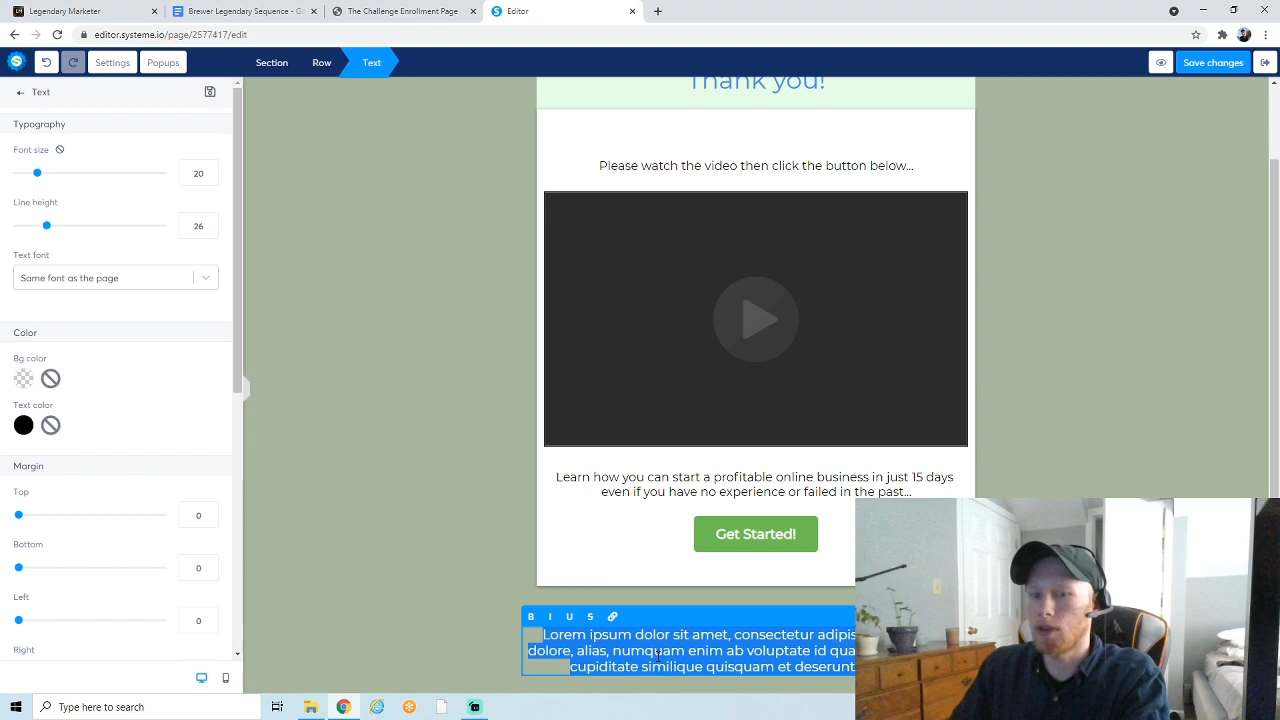 Legendary Marketer
Brewer Legendary Sequence - Go
The Challenge Enrollment Page
Editor
editor.systeme.io/page/2577417/edit
Settings
Popups
Section
Row
Text
Save changes
Text
Typography
Font size
20
Line height
26
Text font
Same font as the page
Color
Bg color
Text color
Margin
Top
0
Bottom
0
Left
0
Right
Thank you!
Please watch the video then click the button below...
Learn how you can start a profitable online business in just 15 days
even if you have no experience or failed in the past...
Get Started!
B I U S
Lorem ipsum dolor sit amet, consectetur adipis
dolore, alias, numquam enim ab voluptate id qua
cupiditate similique quisquam et deserunt
Type here to search